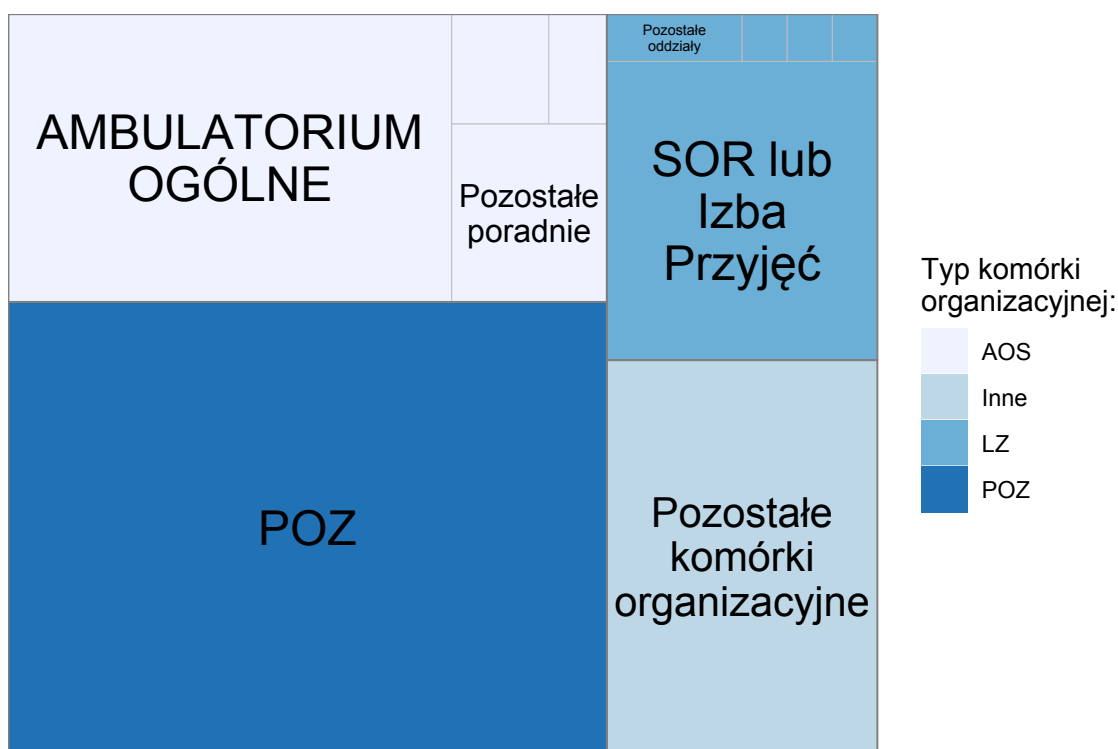 AMBULATORIUM
OGÓLNE
Pozostałe
poradnie
Pozostałe
oddziały
SOR lub
Izba
Przyjęć
POZ
Pozostałe
komórki
organizacyjne
Typ komórki
organizacyjnej:
AOS
Inne
LZ
POZ